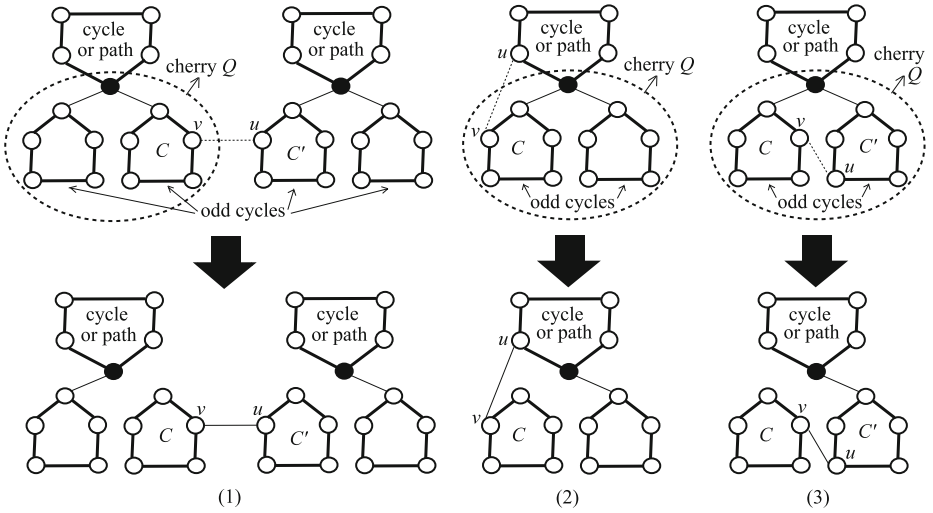 cycle
or path
cherry Q
v
u
C
C′
odd cycles
cycle
or path
u
cycle
or path
cherry Q
v
C
odd cycles
cycle
or path
cherry
Q
v
C
C′
u
odd cycles
cycle
or path
v
u
C
C′
cycle
or path
cycle
or path
u
v
C
cycle
or path
v
C
C′
u
(1)
(2)
(3)